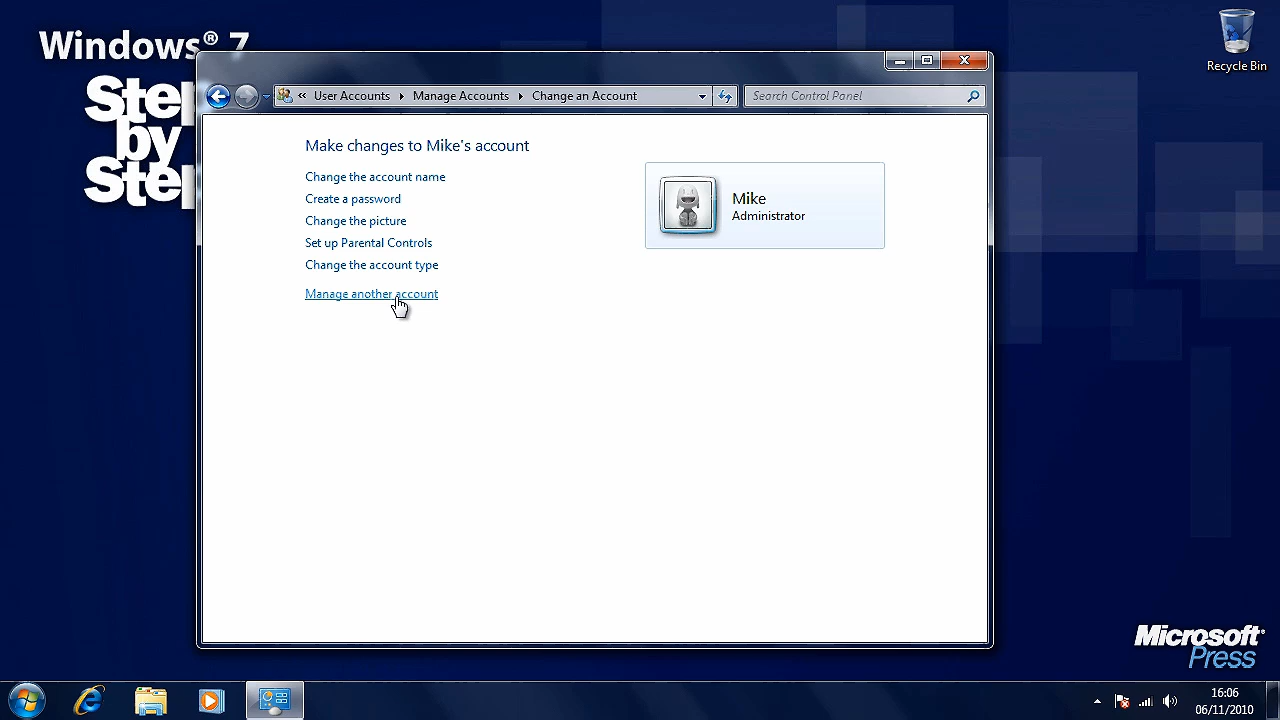 Windows® 7
Step
by
Step
Recycle Bin
« User Accounts Manage Accounts Change an Account
Search Control Panel
Make changes to Mike's account
Change the account name
Create a password
Change the picture
Set up Parental Controls
Change the account type
Manage another account
Mike
Administrator
Microsoft®
Press
16:06
06/11/2010